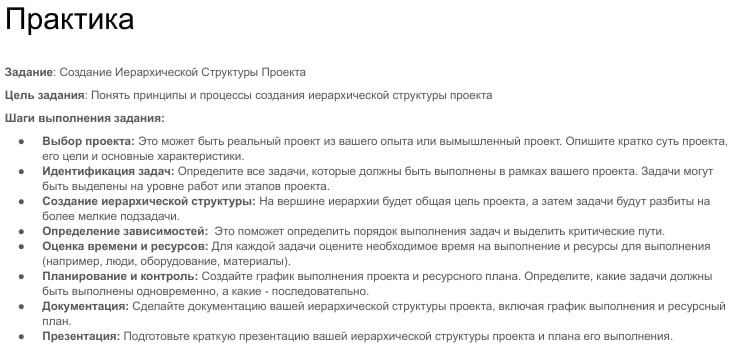 Практика
Задание: Создание Иерархической Структуры Проекта
Цель задания: Понять принципы и процессы создания иерархической структуры проекта
Шаги выполнения задания:
● Выбор проекта: Это может быть реальный проект из вашего опыта или вымышленный проект. Опишите кратко суть проекта,
его цели и основные характеристики.
● Идентификация задач: Определите все задачи, которые должны быть выполнены в рамках вашего проекта. Задачи могут
быть выделены на уровне работ или этапов проекта.
● Создание иерархической структуры: На вершине иерархии будет общая цель проекта, а затем задачи будут разбиты на
более мелкие подзадачи.
● Определение зависимостей: Это поможет определить порядок выполнения задач и выделить критические пути.
● Оценка времени и ресурсов: Для каждой задачи оцените необходимое время на выполнение и ресурсы для выполнения
(например, люди, оборудование, материалы).
● Планирование и контроль: Создайте график выполнения проекта и ресурсного плана. Определите, какие задачи должны
быть выполнены одновременно, а какие - последовательно.
● Документация: Сделайте документацию вашей иерархической структуры проекта, включая график выполнения и ресурсный
план.
● Презентация: Подготовьте краткую презентацию вашей иерархической структуры проекта и плана его выполнения.